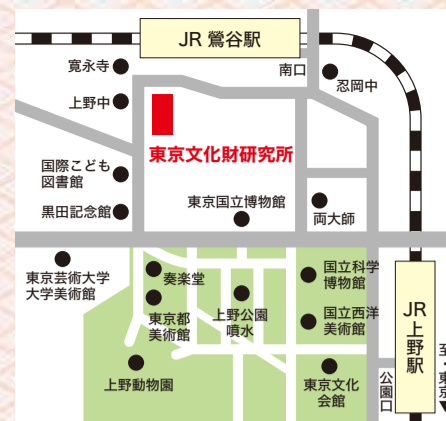 JR 鶯谷駅
南口
寛永寺
忍岡中
上野中
東京文化財研究所
国際こども
図書館
東京国立博物館
黒田記念館
両大師
東京芸術大学
大学美術館
奏楽堂
国立科学
博物館
東京都
美術館
上野公園
噴水
国立西洋
美術館
JR
上野駅
至・東京▼
公園口
上野動物園
東京文化
会館